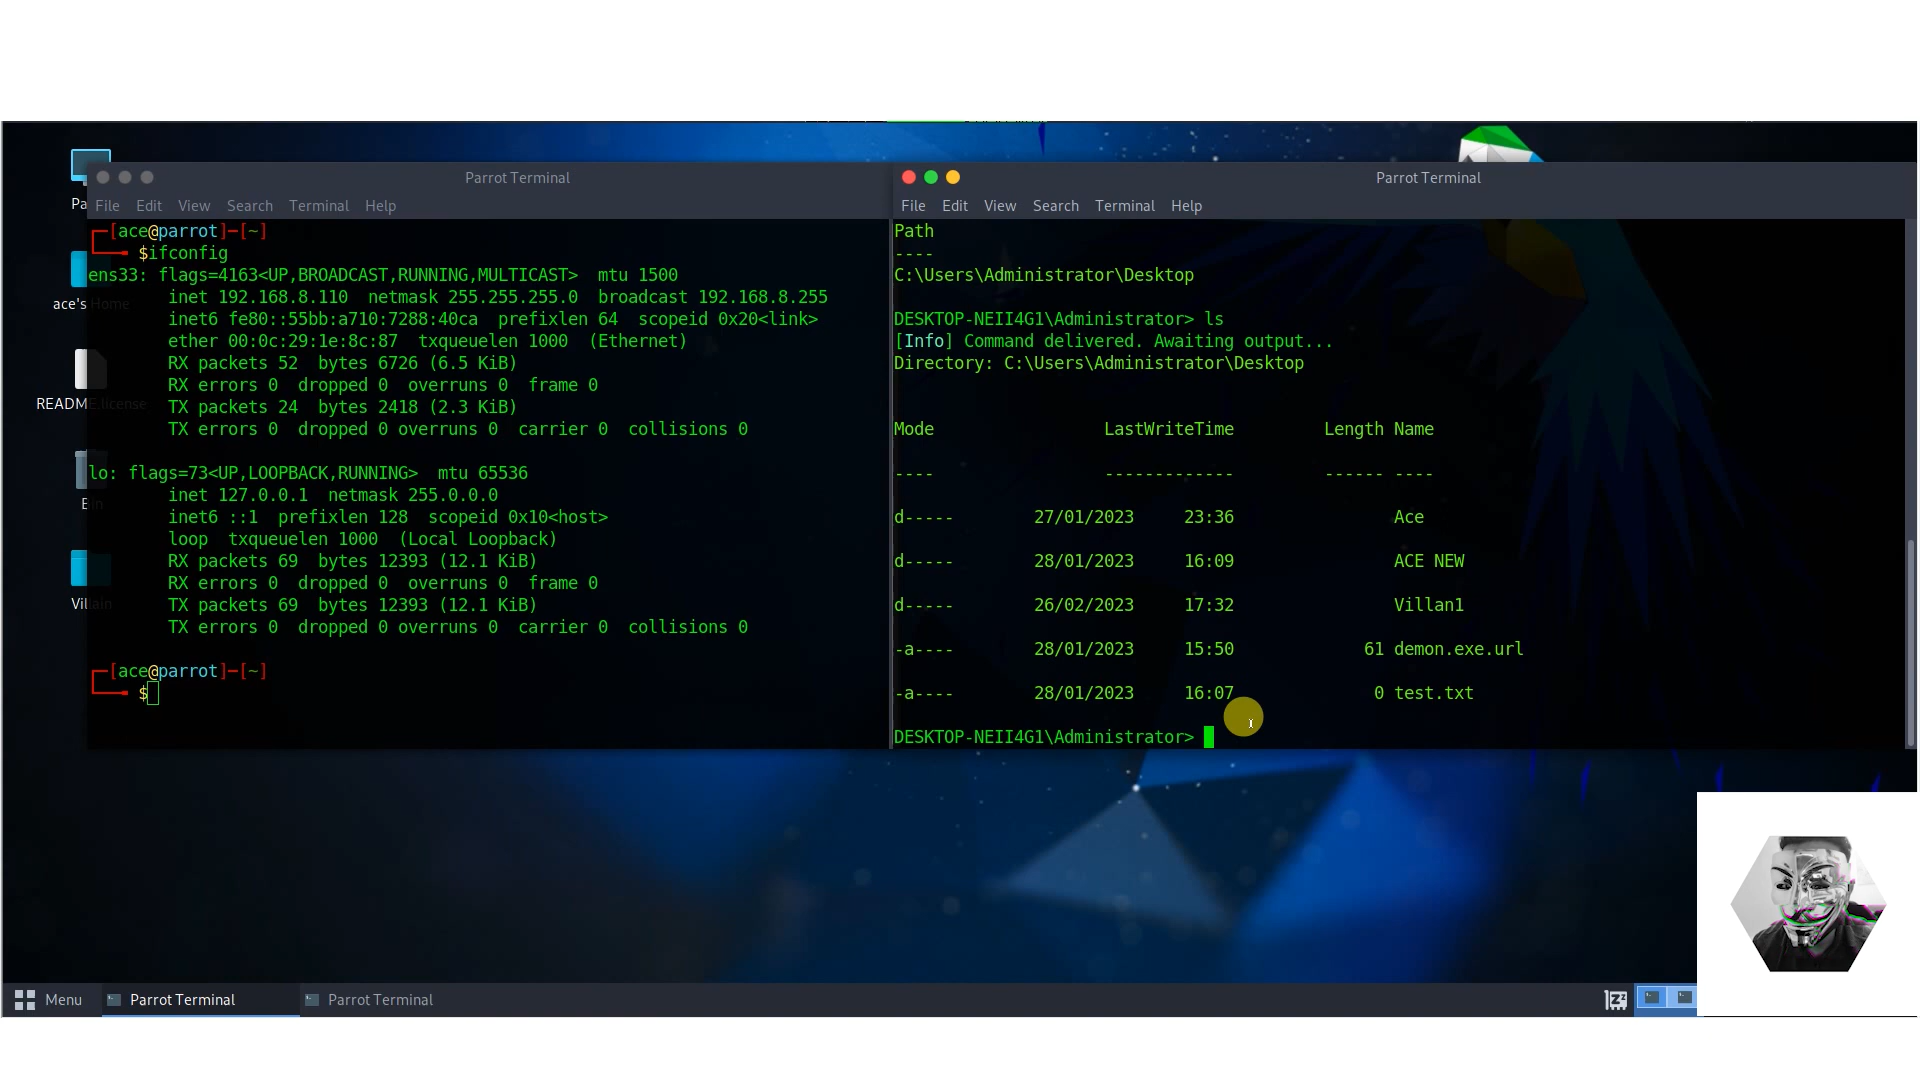 Parrot Terminal
File Edit View Search Terminal Help
┌─[ace@parrot]─[~]
└──╼ $ifconfig
ens33: flags=4163<UP,BROADCAST,RUNNING,MULTICAST>  mtu 1500
inet 192.168.8.110  netmask 255.255.255.0  broadcast 192.168.8.255
inet6 fe80::55bb:a710:7288:40ca  prefixlen 64  scopeid 0x20<link>
ether 00:0c:29:1e:8c:87  txqueuelen 1000  (Ethernet)
RX packets 52  bytes 6726 (6.5 KiB)
RX errors 0  dropped 0  overruns 0  frame 0
TX packets 24  bytes 2418 (2.3 KiB)
TX errors 0  dropped 0 overruns 0  carrier 0  collisions 0
lo: flags=73<UP,LOOPBACK,RUNNING>  mtu 65536
inet 127.0.0.1  netmask 255.0.0.0
inet6 ::1  prefixlen 128  scopeid 0x10<host>
loop  txqueuelen 1000  (Local Loopback)
RX packets 69  bytes 12393 (12.1 KiB)
RX errors 0  dropped 0  overruns 0  frame 0
TX packets 69  bytes 12393 (12.1 KiB)
TX errors 0  dropped 0 overruns 0  carrier 0  collisions 0
┌─[ace@parrot]─[~]
└──╼ $
Parrot Terminal
File Edit View Search Terminal Help
Path
----
C:\Users\Administrator\Desktop
DESKTOP-NEII4G1\Administrator> ls
[Info] Command delivered. Awaiting output...
Directory: C:\Users\Administrator\Desktop
Mode                 LastWriteTime         Length Name
----                 -------------         ------ ----
d-----        27/01/2023     23:36                Ace
d-----        28/01/2023     16:09                ACE NEW
d-----        26/02/2023     17:32                Villan1
-a----        28/01/2023     15:50             61 demon.exe.url
-a----        28/01/2023     16:07              0 test.txt
DESKTOP-NEII4G1\Administrator>
Pa
ace's Home
README.license
Bin
Villain
Menu
Parrot Terminal
Parrot Terminal